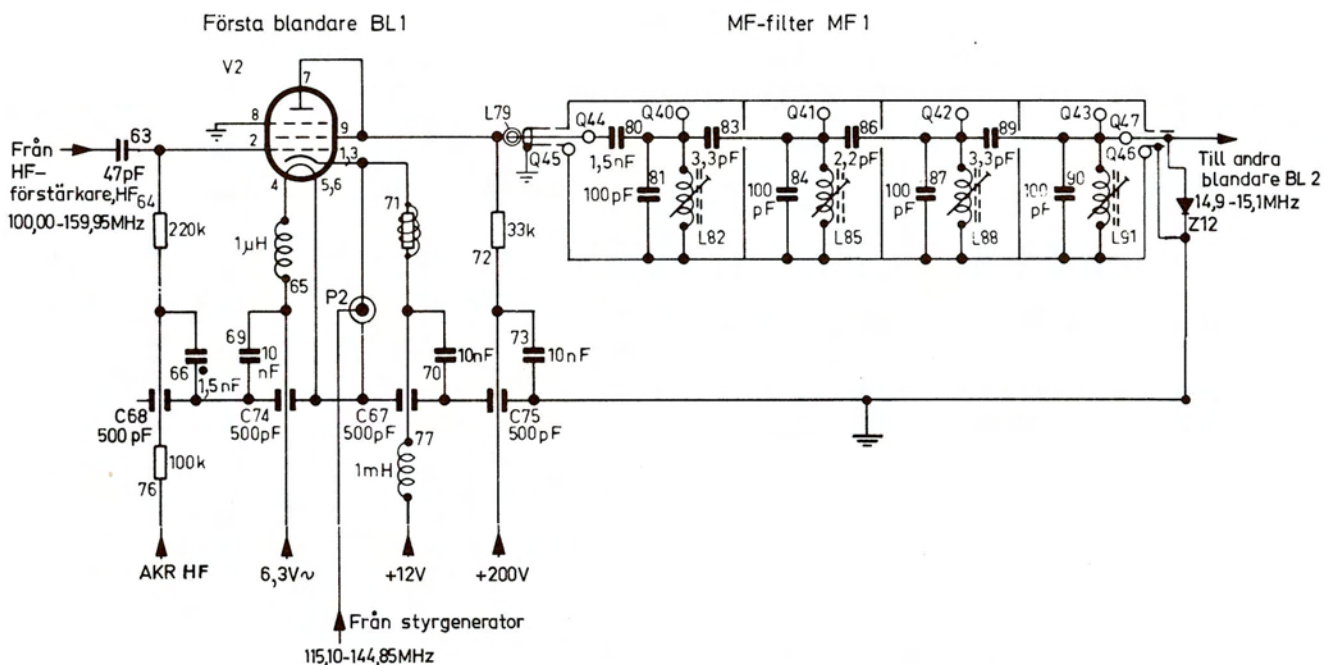 Första blandare BL1
MF-filter MF1
V2
7
8
9
2
1,3
4
5,6
63
47pF
Från
HF-
förstärkare,HF
100,00-159,95MHz
64
220k
1µH
65
71
33k
72
P2
66
1,5nF
69
10
nF
70
10nF
73
10nF
C68
500pF
C74
500pF
C67
500pF
C75
500pF
76
100k
77
1mH
AKR HF
6,3V~
+12V
+200V
Från styrgenerator
115,10-144,85MHz
L79
Q45
Q44
80
1,5nF
Q40
83
3,3pF
81
100pF
L82
Q41
86
2,2pF
84
100
pF
L85
Q42
89
3,3pF
87
100
pF
L88
Q43
Q47
Q46
90
100
pF
L91
Till andra
blandare BL2
14,9-15,1MHz
Z12